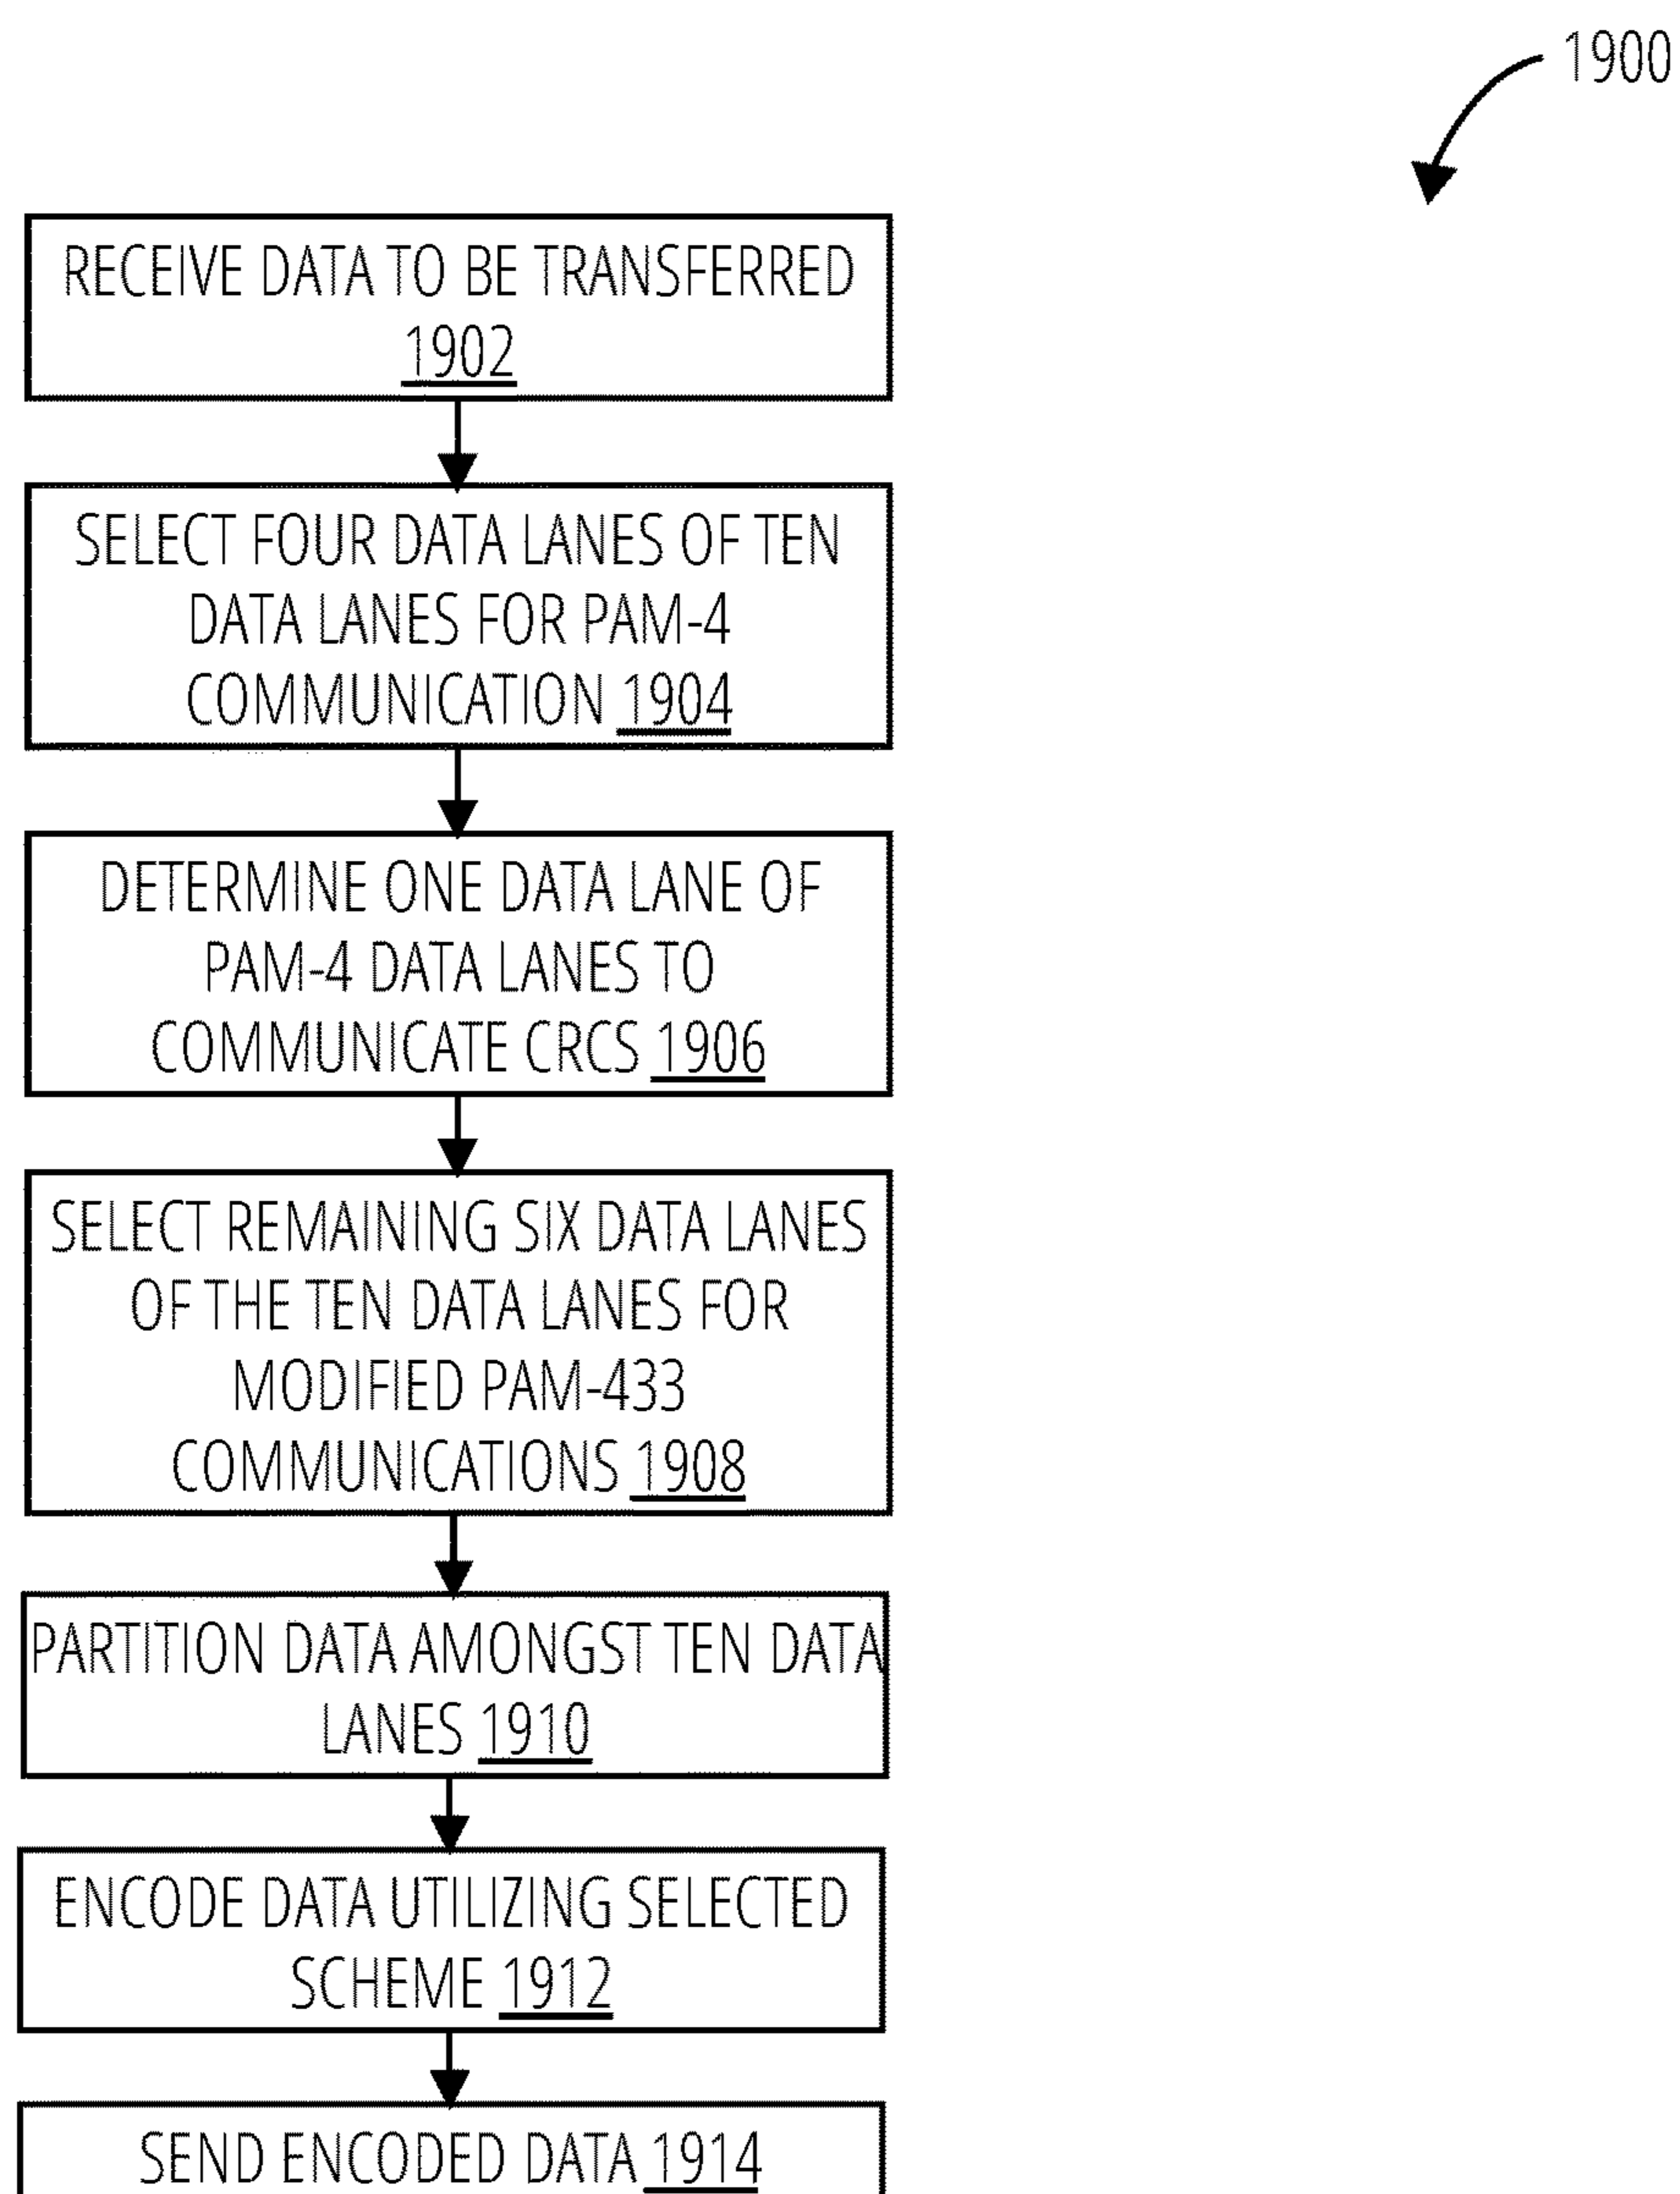 1900
RECEIVE DATA TO BE TRANSFERRED
1902
SELECT FOUR DATA LANES OF TEN
DATA LANES FOR PAM-4
COMMUNICATION 1904
DETERMINE ONE DATA LANE OF
PAM-4 DATA LANES TO
COMMUNICATE CRCS 1906
SELECT REMAINING SIX DATA LANES
OF THE TEN DATA LANES FOR
MODIFIED PAM-433
COMMUNICATIONS 1908
PARTITION DATA AMONGST TEN DATA
LANES 1910
ENCODE DATA UTILIZING SELECTED
SCHEME 1912
SEND ENCODED DATA 1914